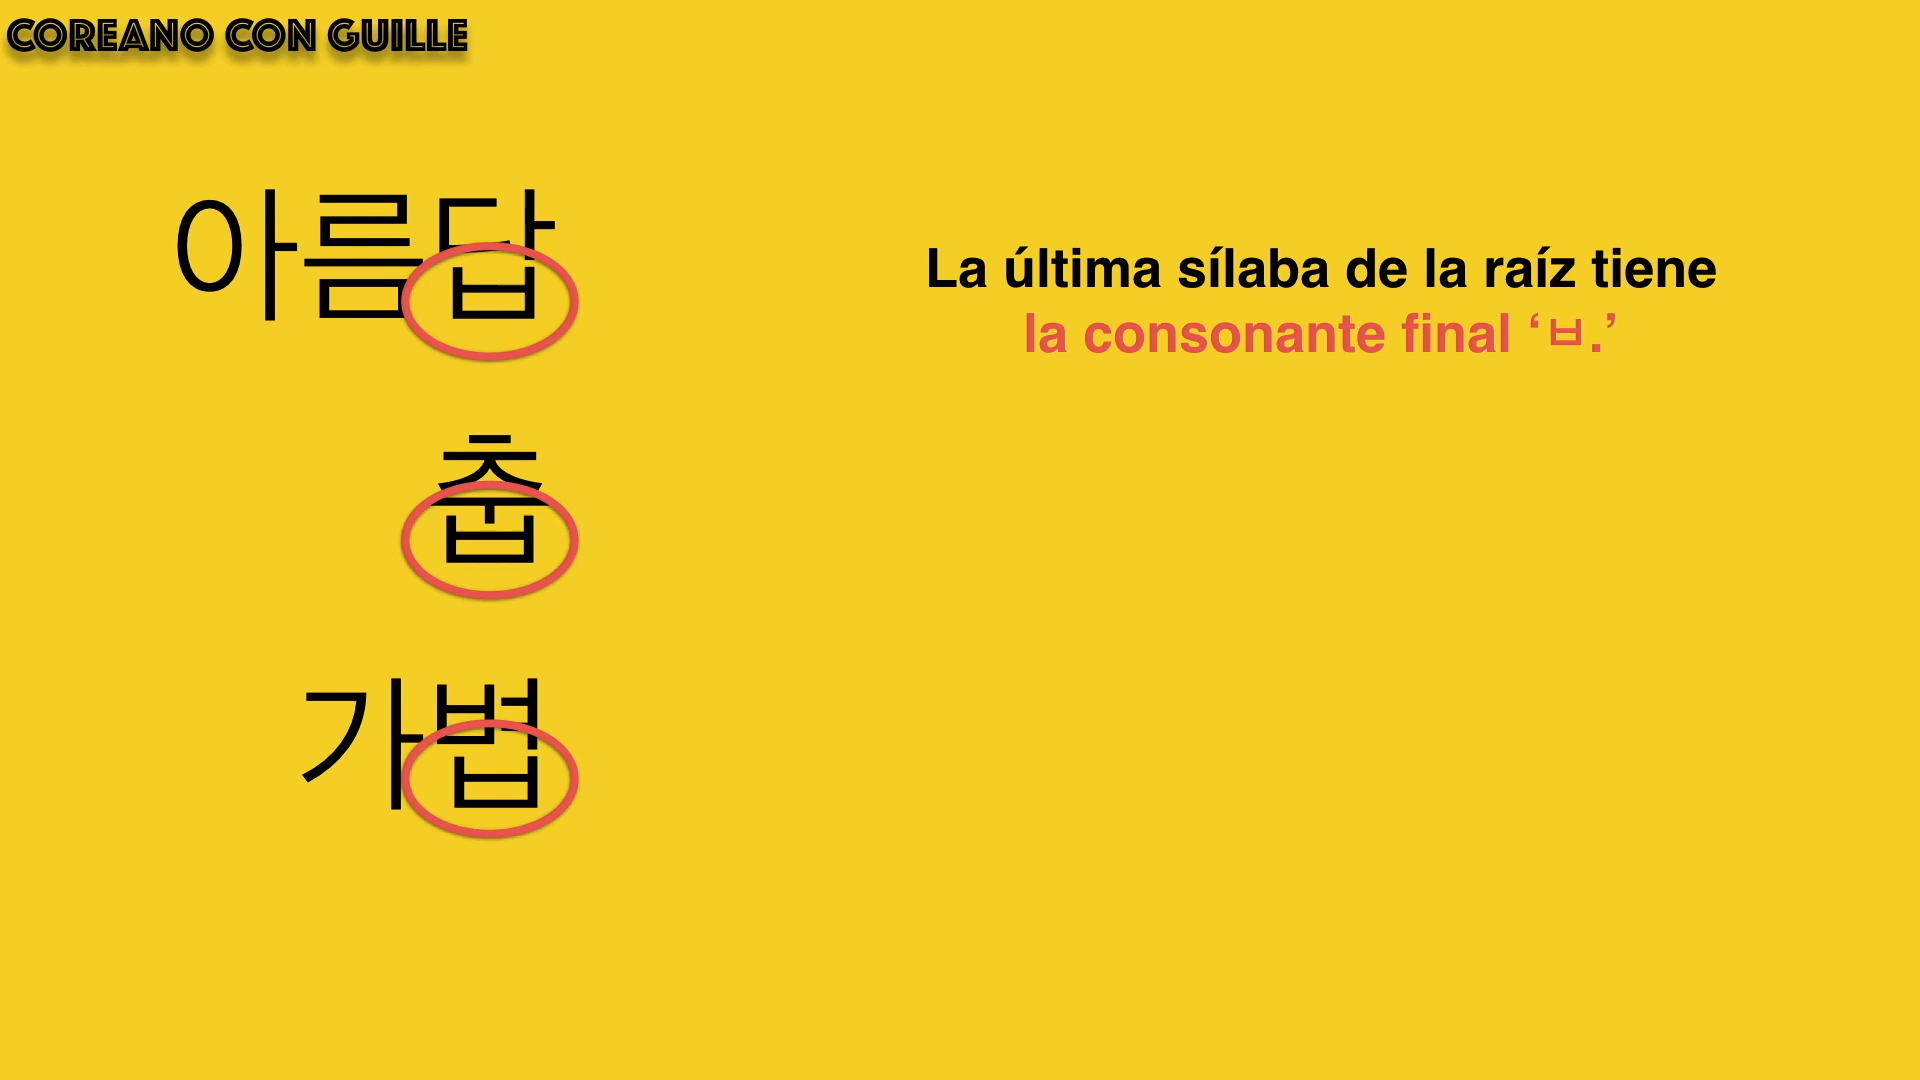 COREANO CON GUILLE
아름답
La última sílaba de la raíz tiene
la consonante final ‘ㅂ.’
춥
가볍